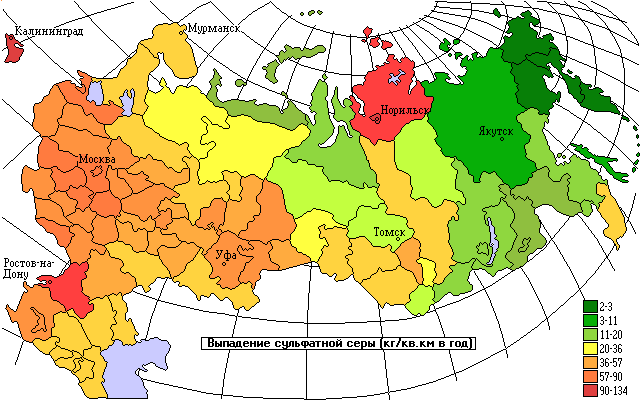 Калининград
Мурманск
Норильск
Якутск
Москва
Томск
Уфа
Ростов-на-
Дону
Выпадение сульфатной серы (кг/кв.км в год)
2-3
3-11
11-20
20-36
36-57
57-90
90-134